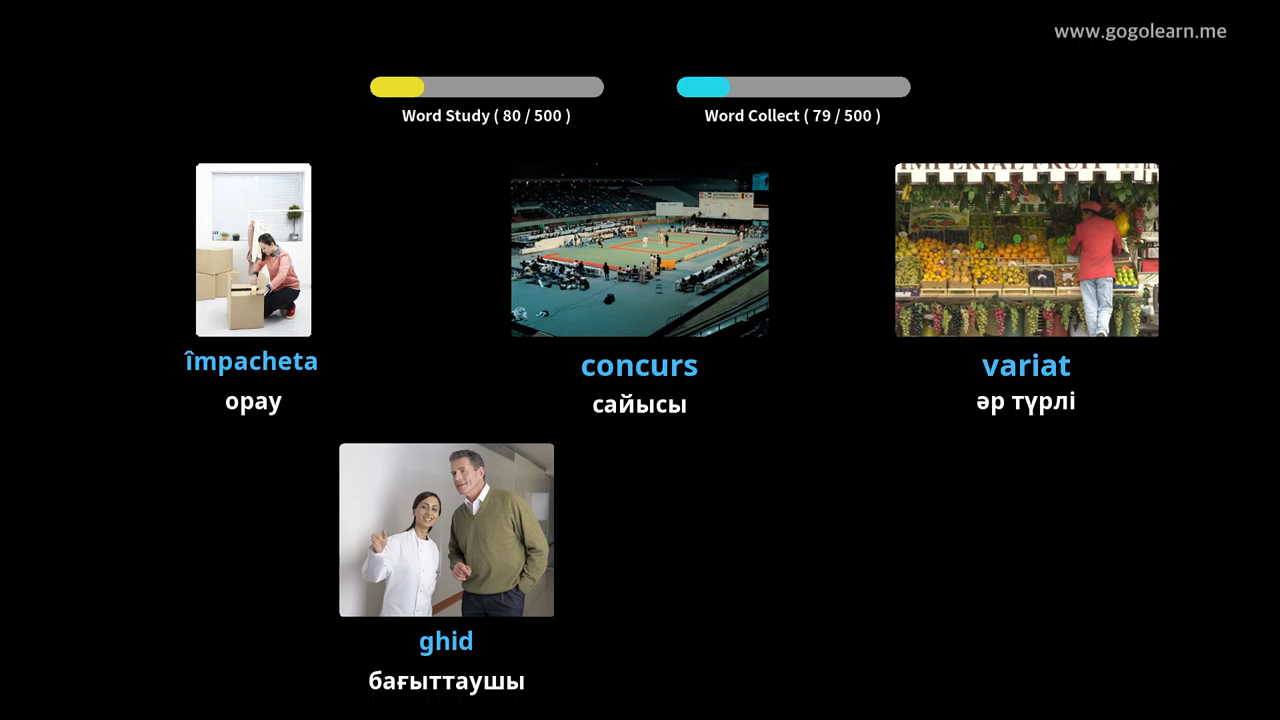 www.gogolearn.me
Word Study ( 80 / 500 )
Word Collect ( 79 / 500 )
împacheta
орау
concurs
сайысы
variat
әр түрлі
ghid
бағыттаушы